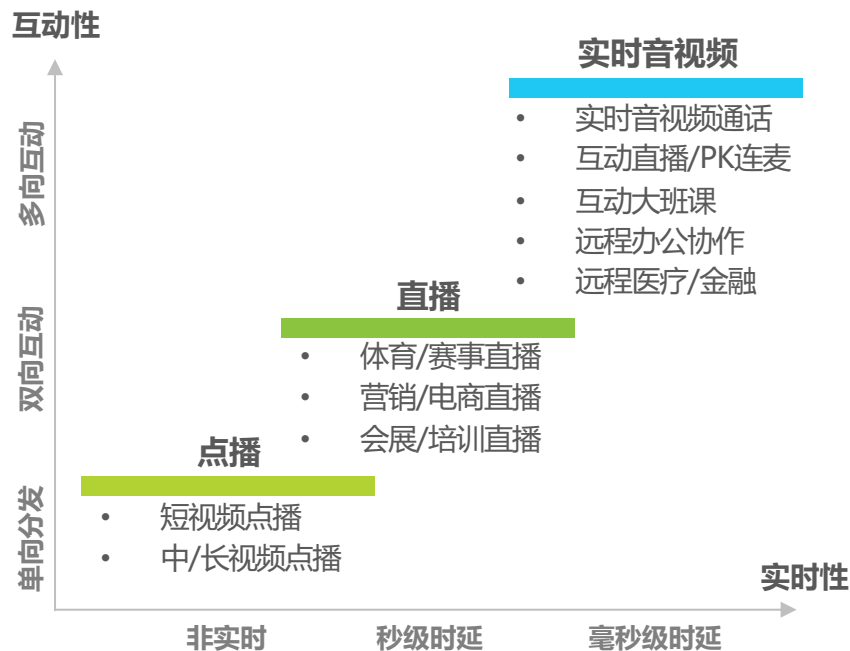 互动性
实时音视频
• 实时音视频通话
• 互动直播/PK连麦
• 互动大班课
• 远程办公协作
• 远程医疗/金融
多向互动
直播
• 体育/赛事直播
• 营销/电商直播
• 会展/培训直播
双向互动
点播
• 短视频点播
• 中/长视频点播
单向分发
实时性
非实时
秒级时延
毫秒级时延